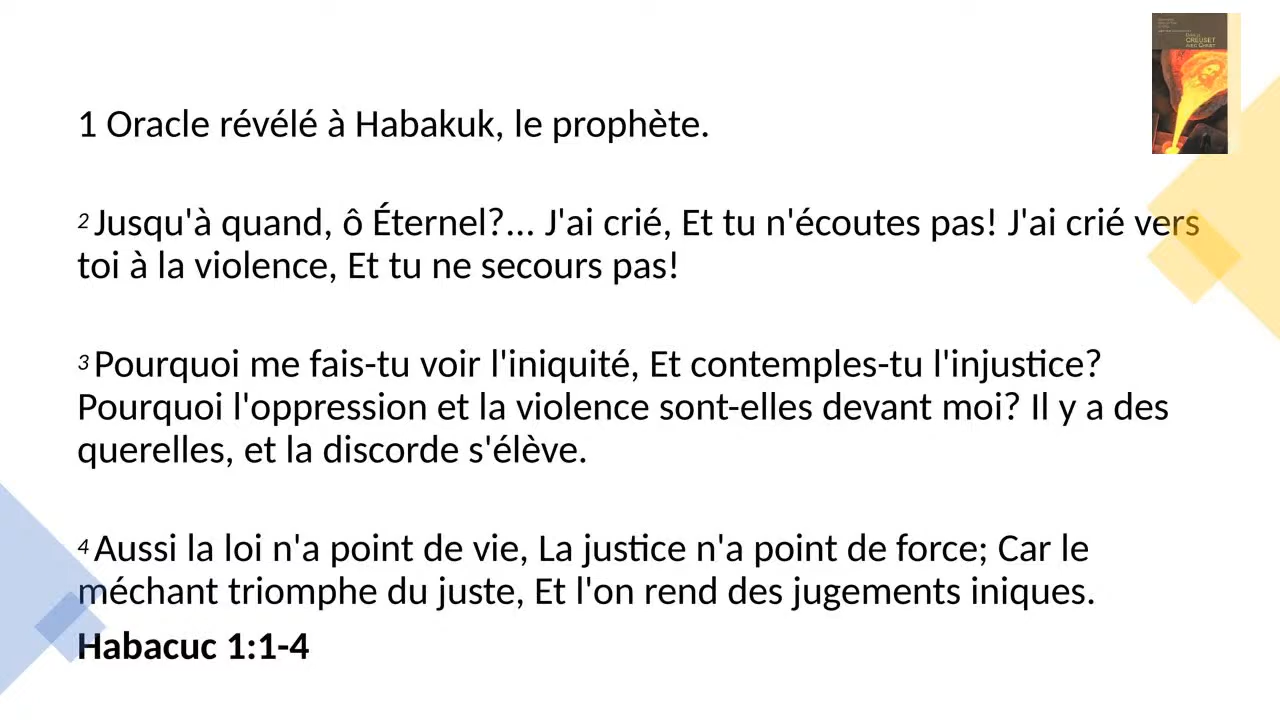 CREUSET
AVEC CHRIST
1 Oracle révélé à Habakuk, le prophète.
2 Jusqu'à quand, ô Éternel?... J'ai crié, Et tu n'écoutes pas! J'ai crié vers
toi à la violence, Et tu ne secours pas!
3 Pourquoi me fais-tu voir l'iniquité, Et contemples-tu l'injustice?
Pourquoi l'oppression et la violence sont-elles devant moi? Il y a des
querelles, et la discorde s'élève.
4 Aussi la loi n'a point de vie, La justice n'a point de force; Car le
méchant triomphe du juste, Et l'on rend des jugements iniques.
Habacuc 1:1-4